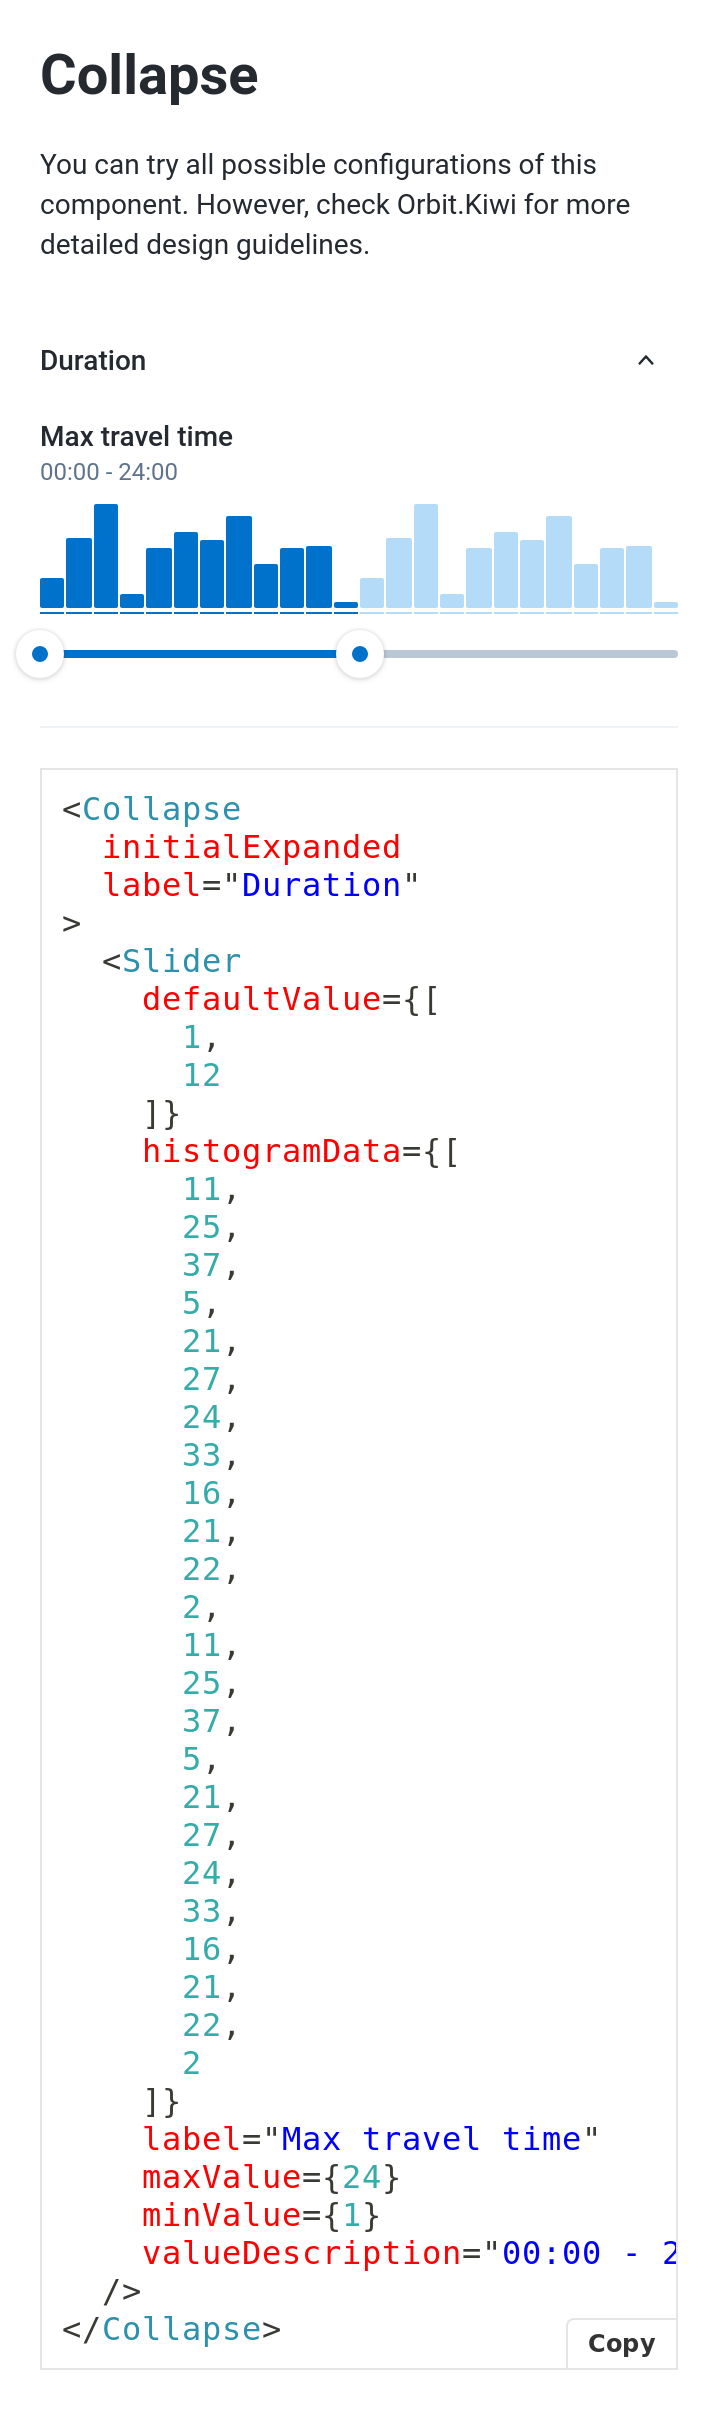 Collapse
You can try all possible configurations of this
component. However, check Orbit.Kiwi for more
detailed design guidelines.
Duration
Max travel time
00:00 - 24:00
<Collapse
  initialExpanded
  label="Duration"
>
  <Slider
    defaultValue={[
      1,
      12
    ]}
    histogramData={[
      11,
      25,
      37,
      5,
      21,
      27,
      24,
      33,
      16,
      21,
      22,
      2,
      11,
      25,
      37,
      5,
      21,
      27,
      24,
      33,
      16,
      21,
      22,
      2
    ]}
    label="Max travel time"
    maxValue={24}
    minValue={1}
    valueDescription="00:00 - 2
  />
</Collapse>
Copy